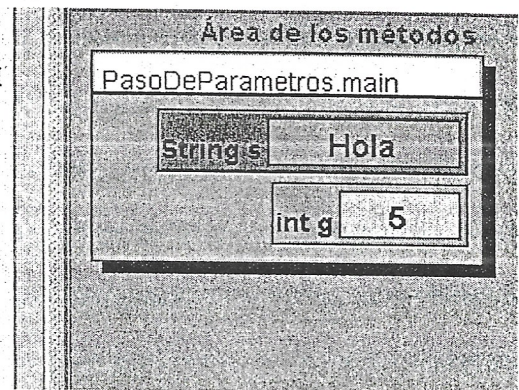 Área de los métodos
PasoDeParametros.main
String s Hola
int g 5